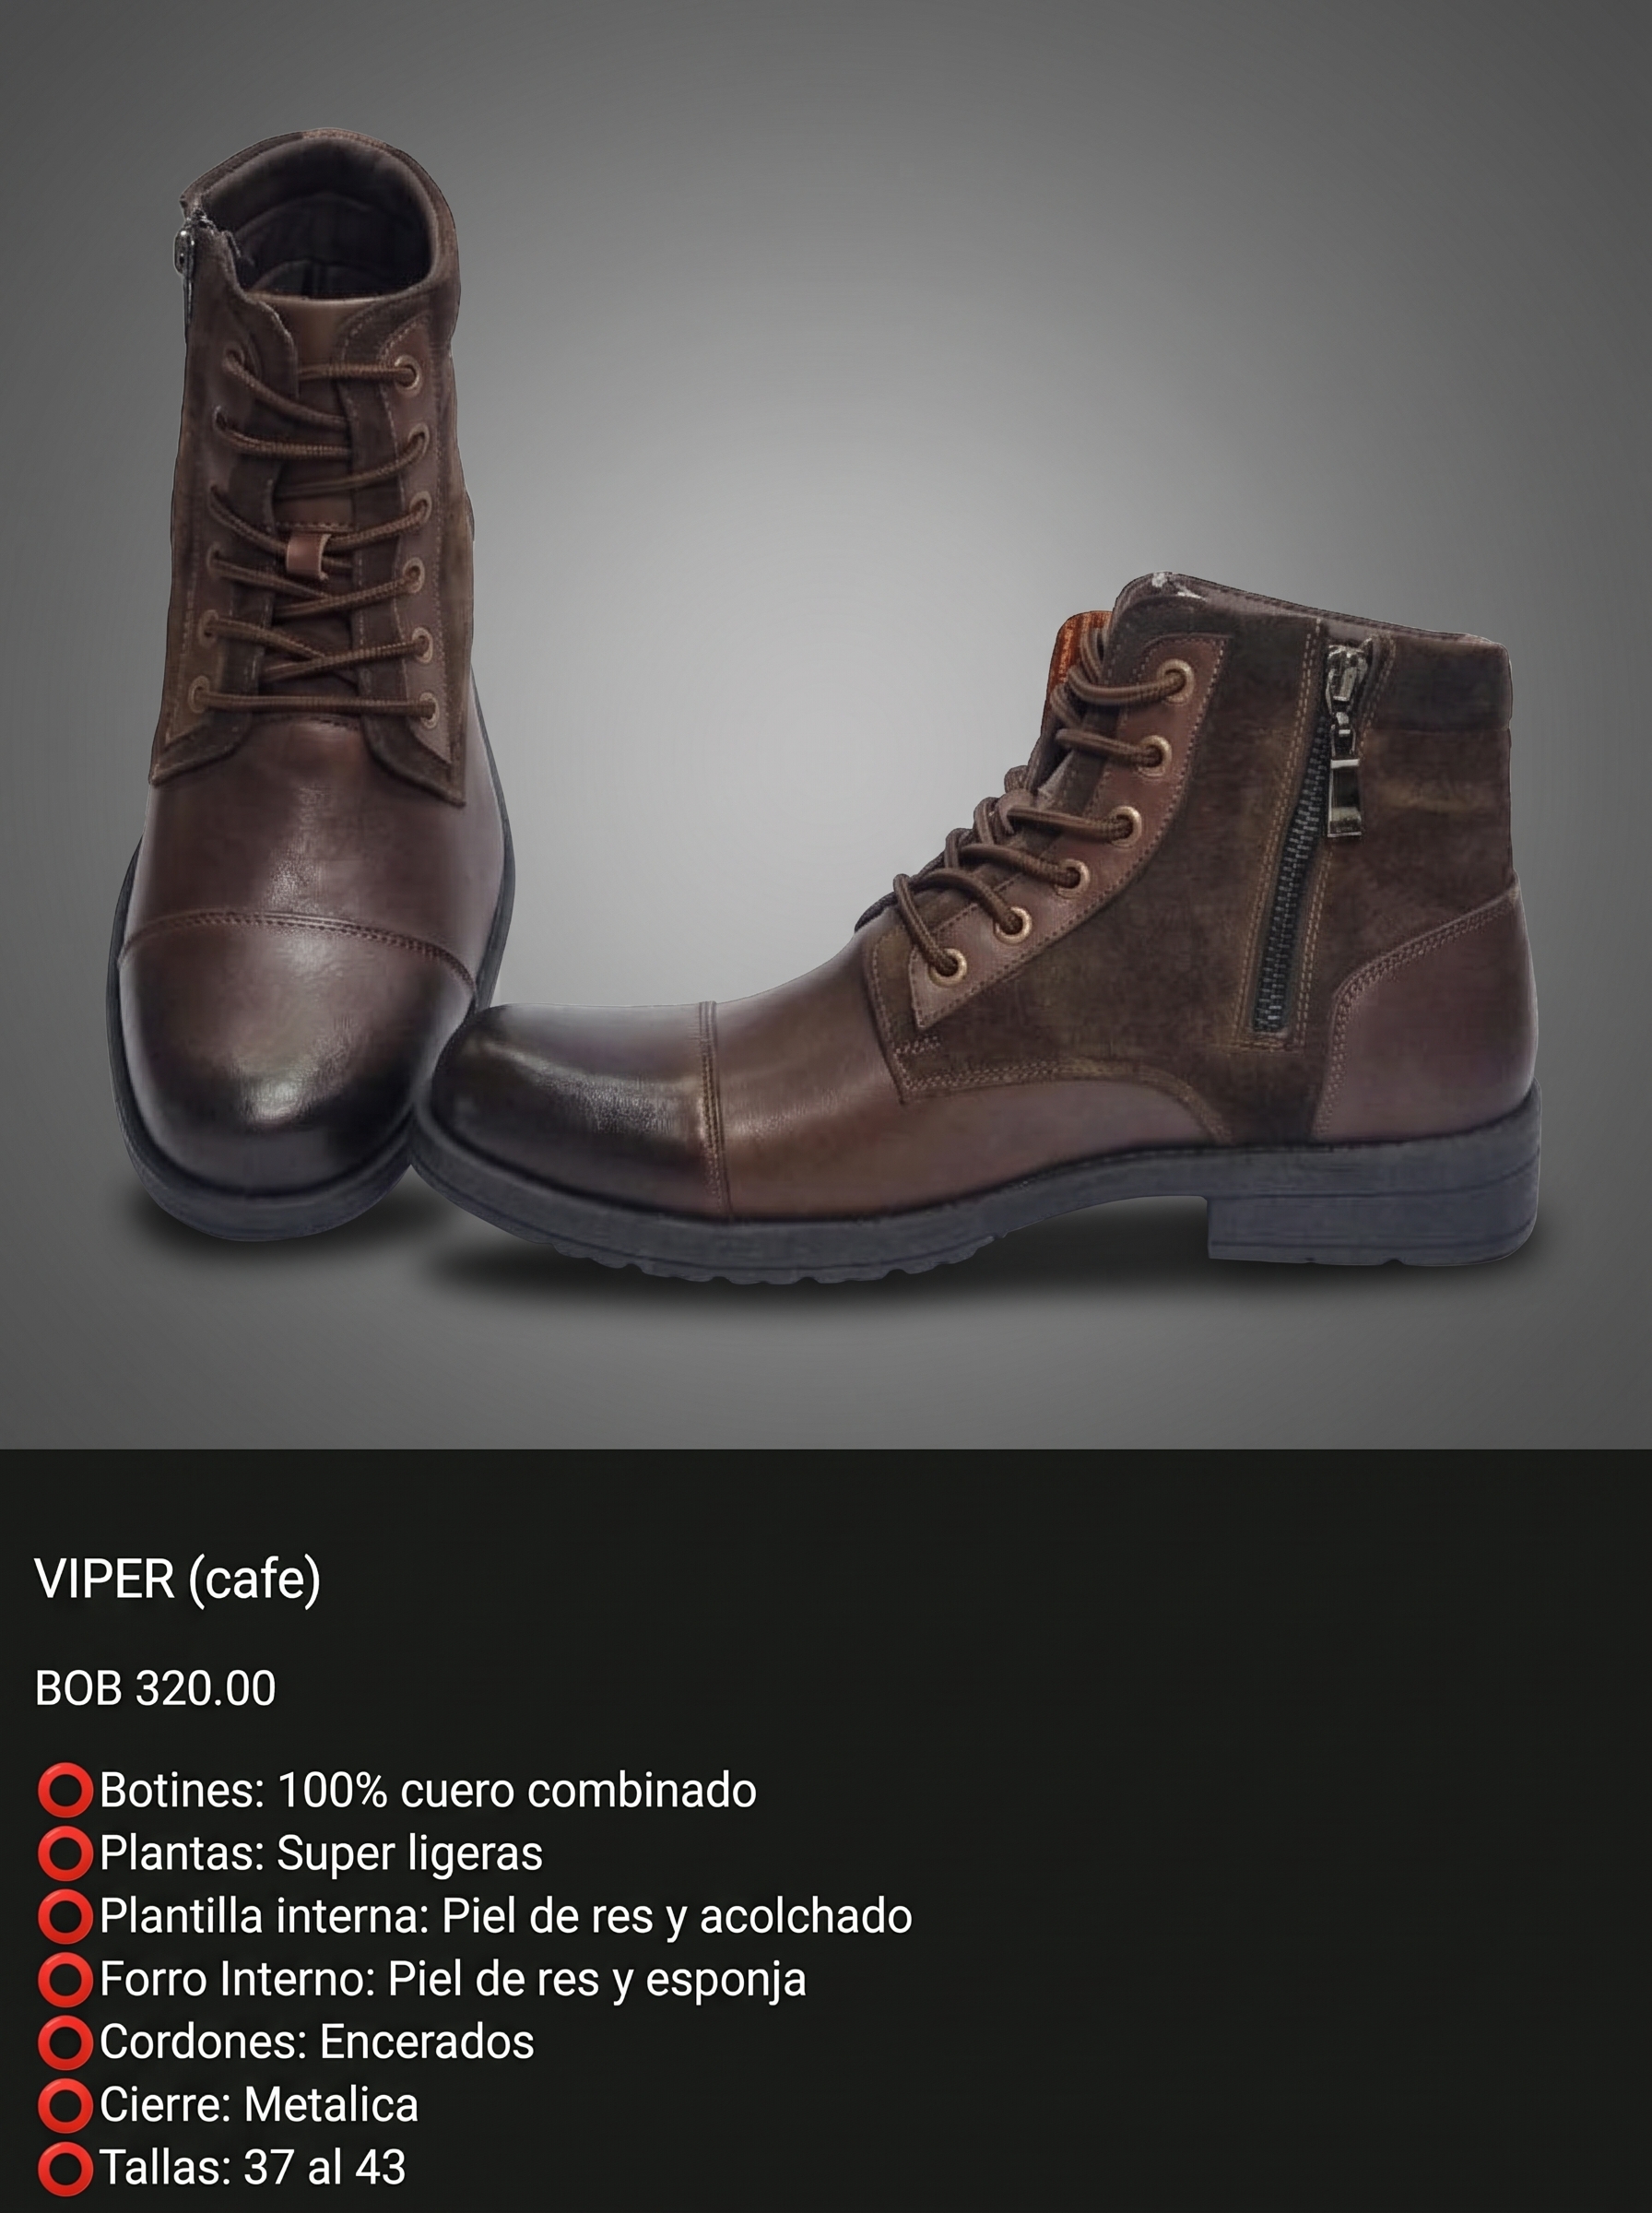 VIPER (cafe)
BOB 320.00
⭕Botines: 100% cuero combinado
⭕Plantas: Super ligeras
⭕Plantilla interna: Piel de res y acolchado
⭕Forro Interno: Piel de res y esponja
⭕Cordones: Encerados
⭕Cierre: Metalica
⭕Tallas: 37 al 43